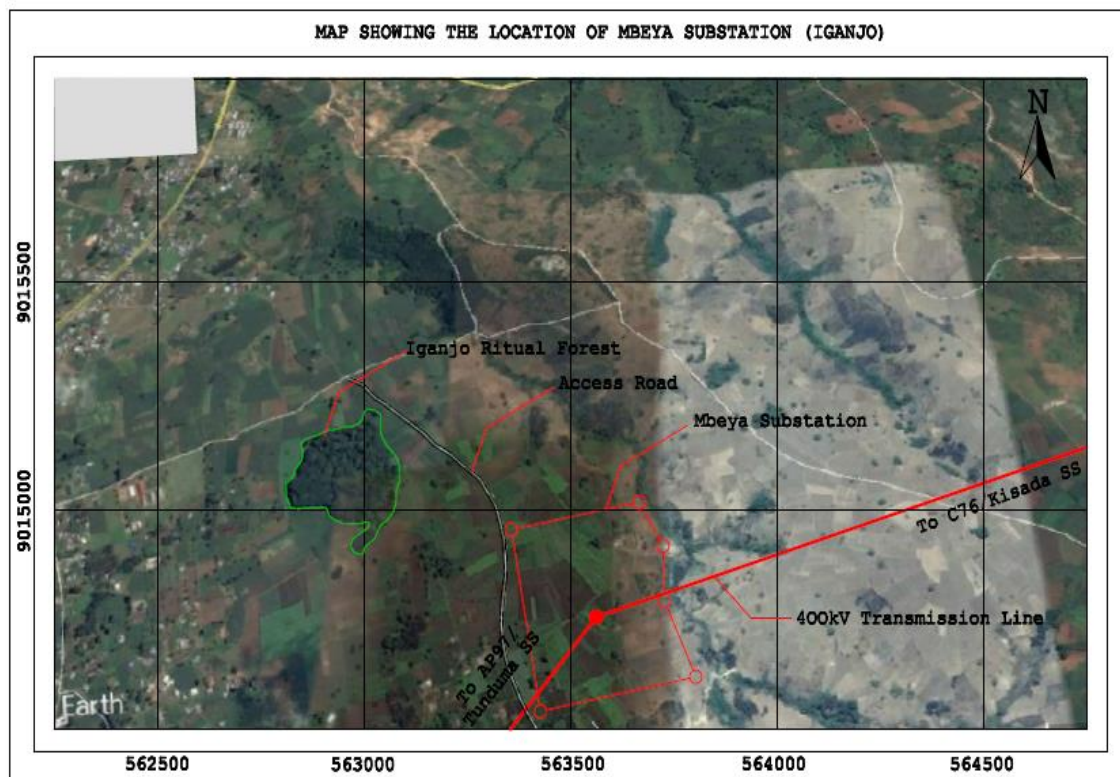 MAP SHOWING THE LOCATION OF MBEYA SUBSTATION (IGANJO)
N
9015500
9015000
Iganjo Ritual Forest
Access Road
Mbeya Substation
To C76/Kisada SS
400kV Transmission Line
To AP97/
Tunduma SS
Earth
562500 563000 563500 564000 564500